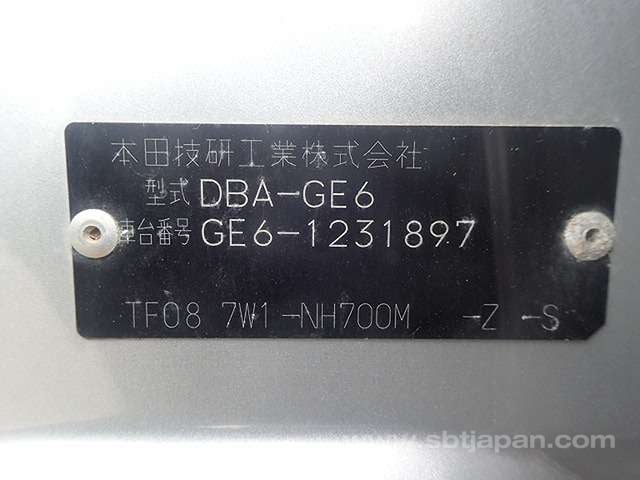 本田技研工業株式会社
型式 DBA-GE6
車台番号 GE6-1231897
TF08 7W1-NH700M -Z -S
www.sbtjapan.com